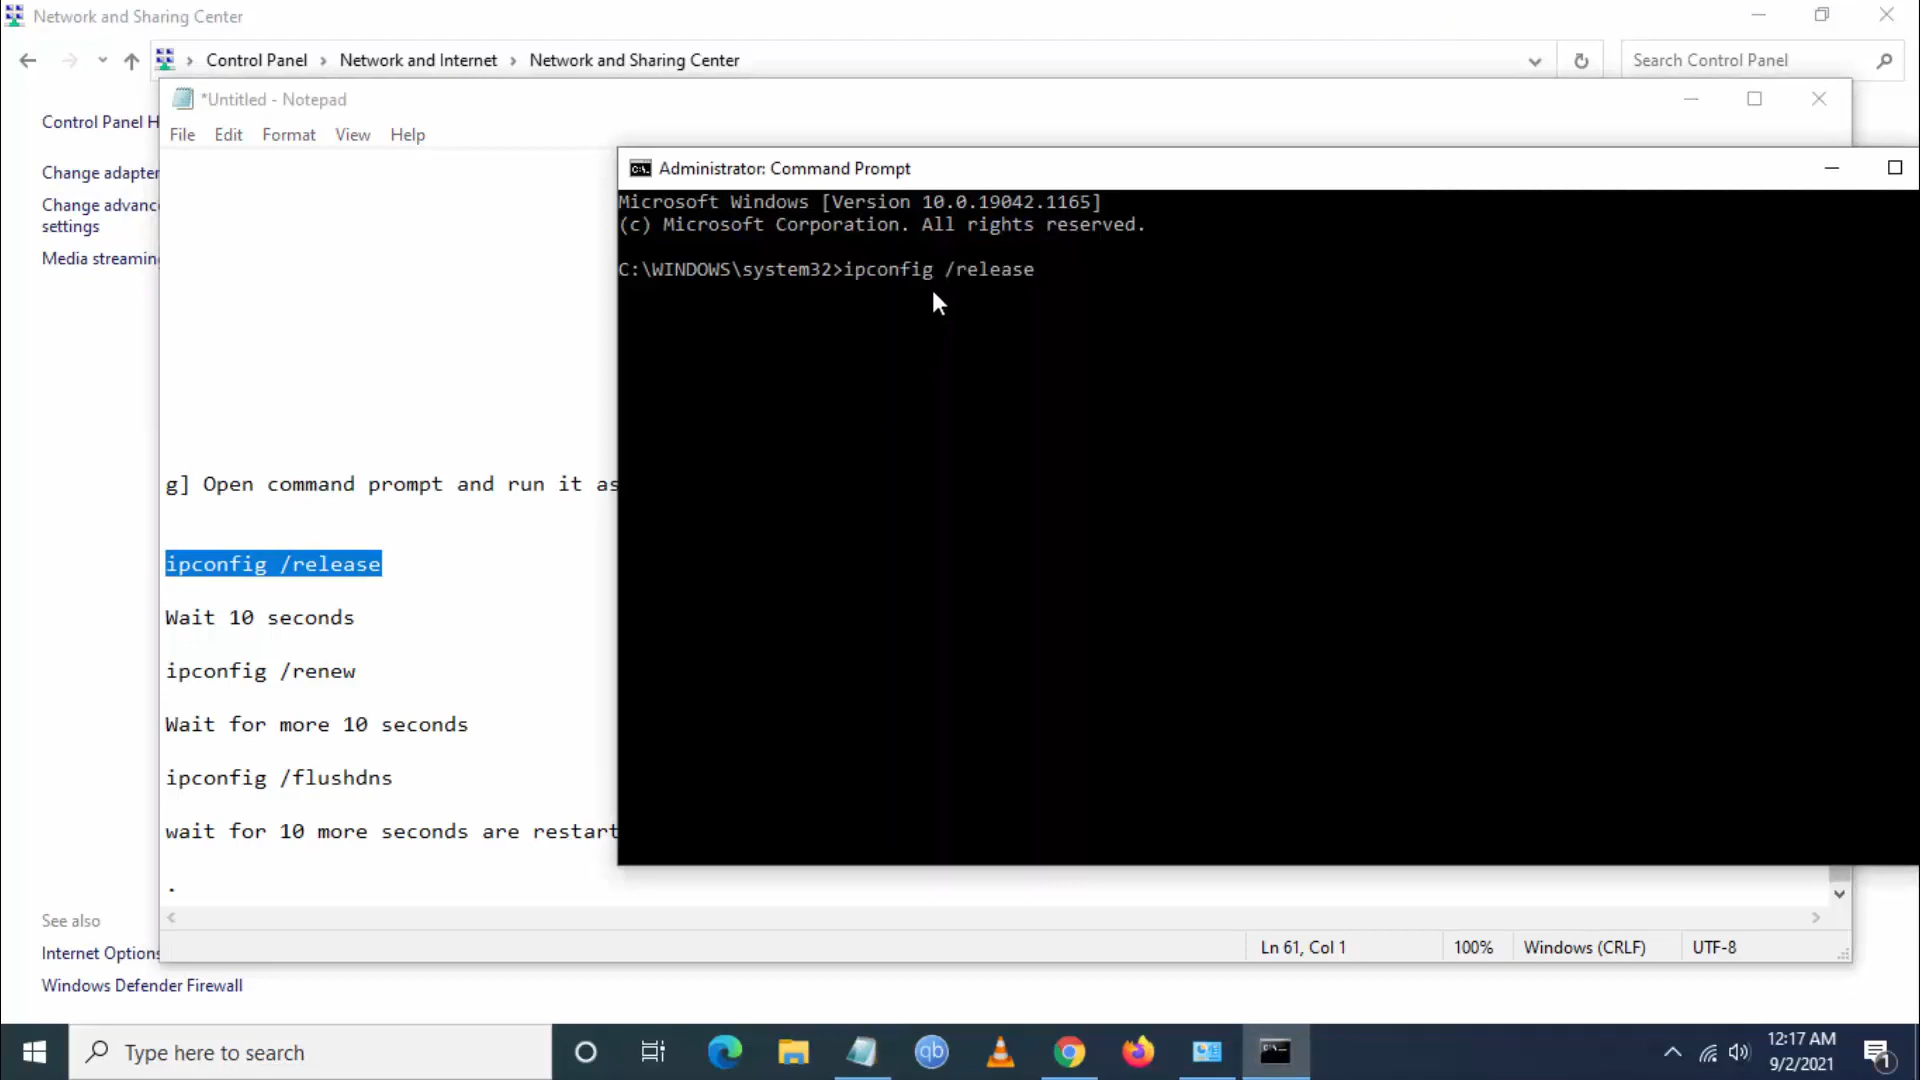 Network and Sharing Center
Control Panel > Network and Internet > Network and Sharing Center
Search Control Panel
Control Panel H
Change adapter
Change advanc
settings
Media streamin
See also
Internet Options
Windows Defender Firewall
*Untitled - Notepad
File Edit Format View Help
g] Open command prompt and run it as
ipconfig /release
Wait 10 seconds
ipconfig /renew
Wait for more 10 seconds
ipconfig /flushdns
wait for 10 more seconds are restart
.
Ln 61, Col 1 100% Windows (CRLF) UTF-8
Administrator: Command Prompt
Microsoft Windows [Version 10.0.19042.1165]
(c) Microsoft Corporation. All rights reserved.
C:\WINDOWS\system32>ipconfig /release
Type here to search
qb
12:17 AM
9/2/2021
1